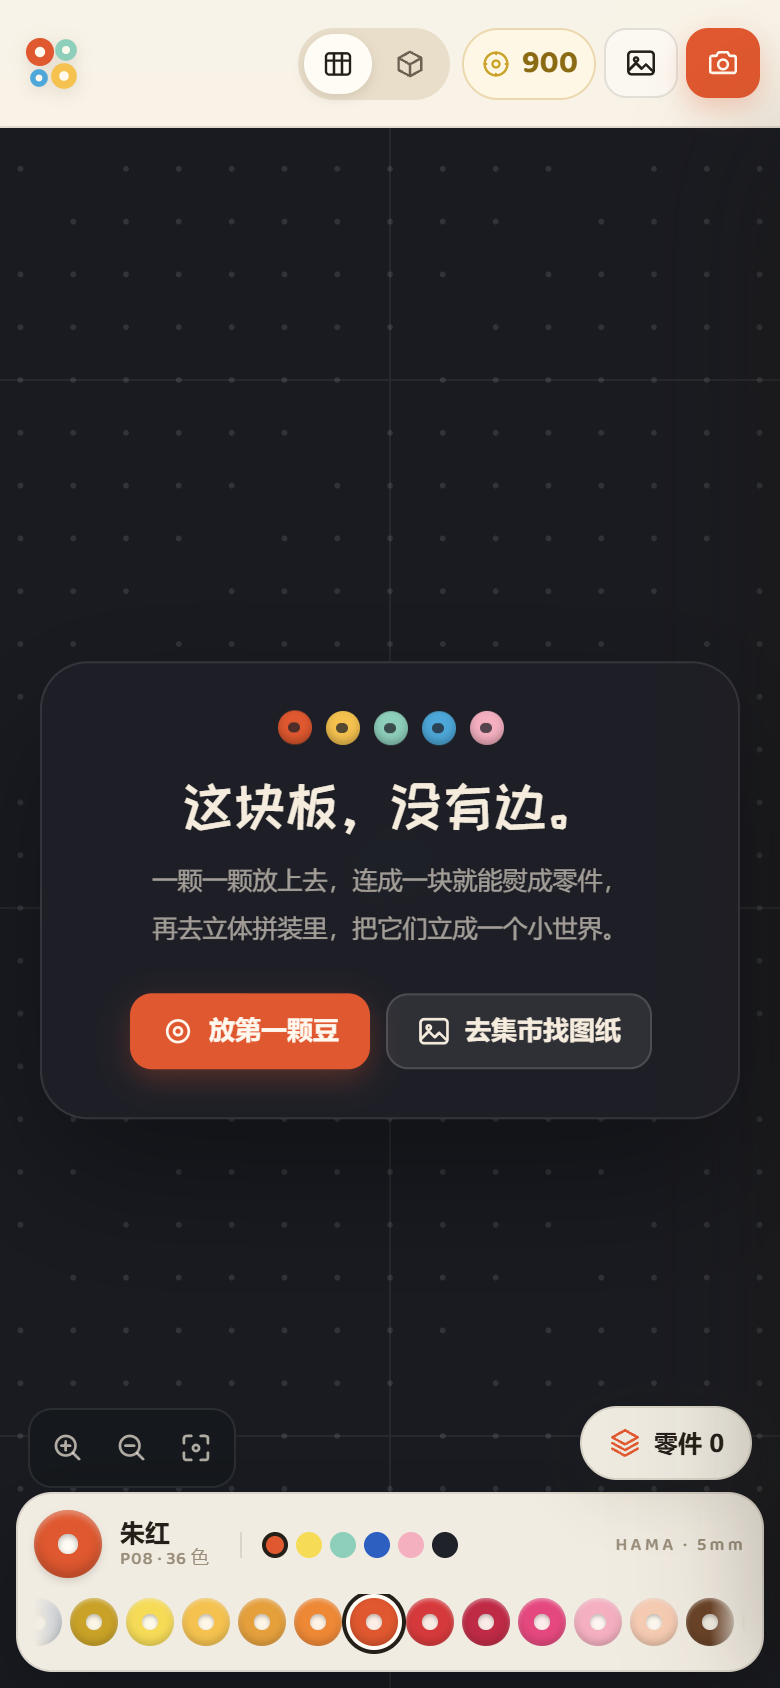 900
这块板，没有边。
一颗一颗放上去，连成一块就能熨成零件，
再去立体拼装里，把它们立成一个小世界。
放第一颗豆
去集市找图纸
零件 0
朱红
P08 · 36 色
HAMA · 5mm